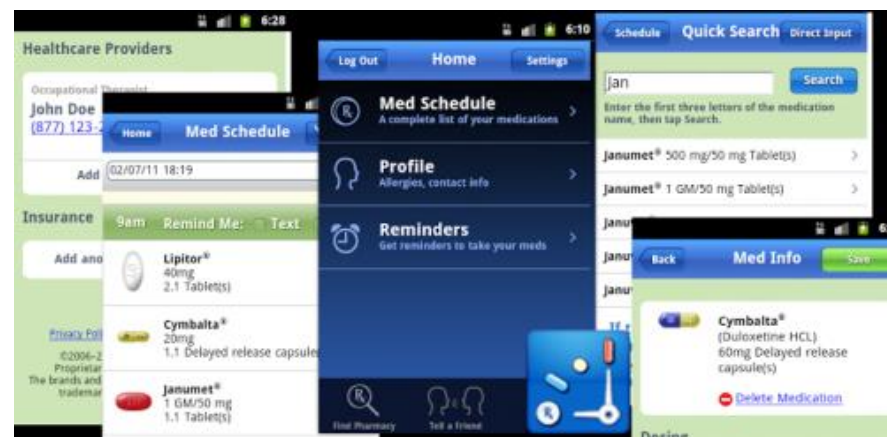 6:28
Healthcare Providers
Occupational Therapist
John Doe
(877) 123-2
Add
Insurance
Add ano
Privacy Pol
©2006-2
Proprietar
The brands and
trademar
Home
Med Schedule
02/07/11 18:19
9am Remind Me: Text
Lipitor®
40mg
2.1 Tablet(s)
Cymbalta®
20mg
1.1 Delayed release capsule
Janumet®
1 GM/50 mg
1.1 Tablet(s)
6:10
Log Out
Home
Settings
Med Schedule
A complete list of your medications
Profile
Allergies, contact info
Reminders
Get reminders to take your meds
Find Pharmacy
Tell a Friend
Schedule
Quick Search
Direct Input
Jan
Search
Enter the first three letters of the medication
name, then tap Search.
Janumet® 500 mg/50 mg Tablet(s)
Janumet® 1 GM/50 mg Tablet(s)
Janu
Janu
Janu
Back
Med Info
Save
Cymbalta®
(Duloxetine HCL)
60mg Delayed release
capsule(s)
Delete Medication
Dosing